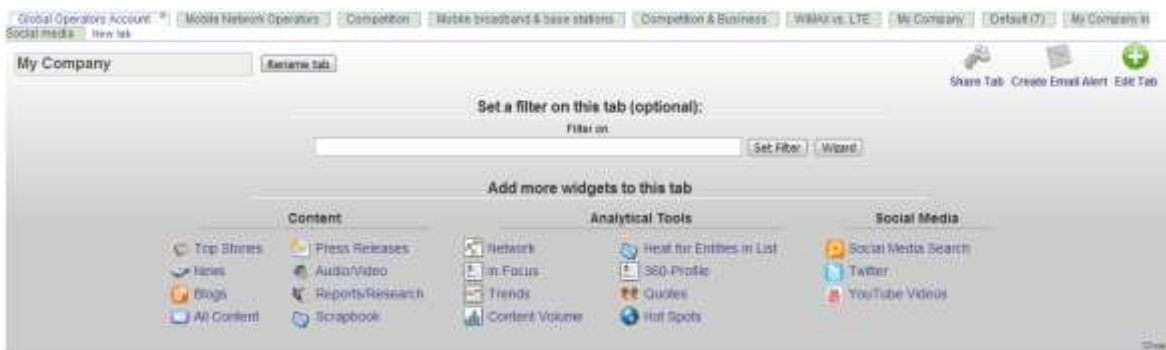 Global Operators Account Mobile Network Operators Competition Mobile broadband & base stations Competition & Business WiMAX vs. LTE My Company Default (7) My Company in
Social media New tab
My Company Rename tab
Share Tab Create Email Alert Edit Tab
Set a filter on this tab (optional):
Filter on
Set Filter Wizard
Add more widgets to this tab
Content Analytical Tools Social Media
Top Stories Press Releases Network Heat for Entities in List Social Media Search
News Audio/Video In Focus 360-Profile Twitter
Blogs Reports/Research Trends Quotes YouTube Videos
All Content Scrapbook Content Volume Hot Spots